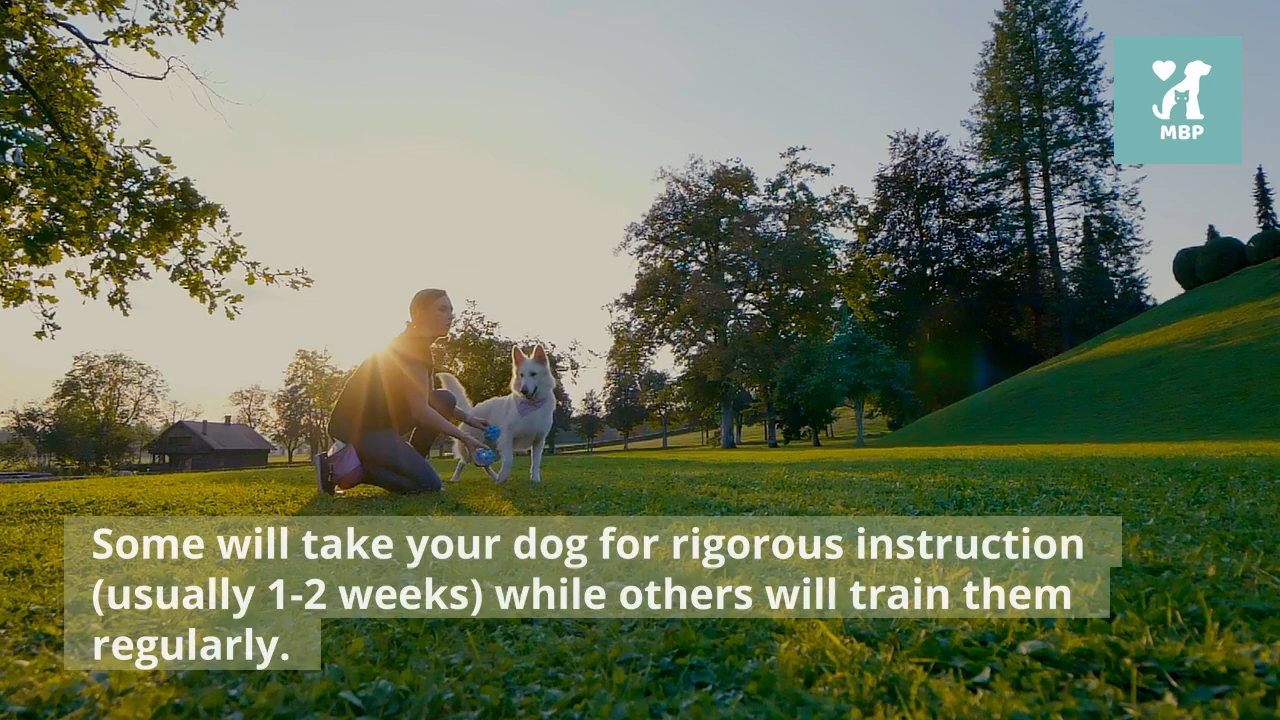 MBP
Some will take your dog for rigorous instruction
(usually 1-2 weeks) while others will train them
regularly.